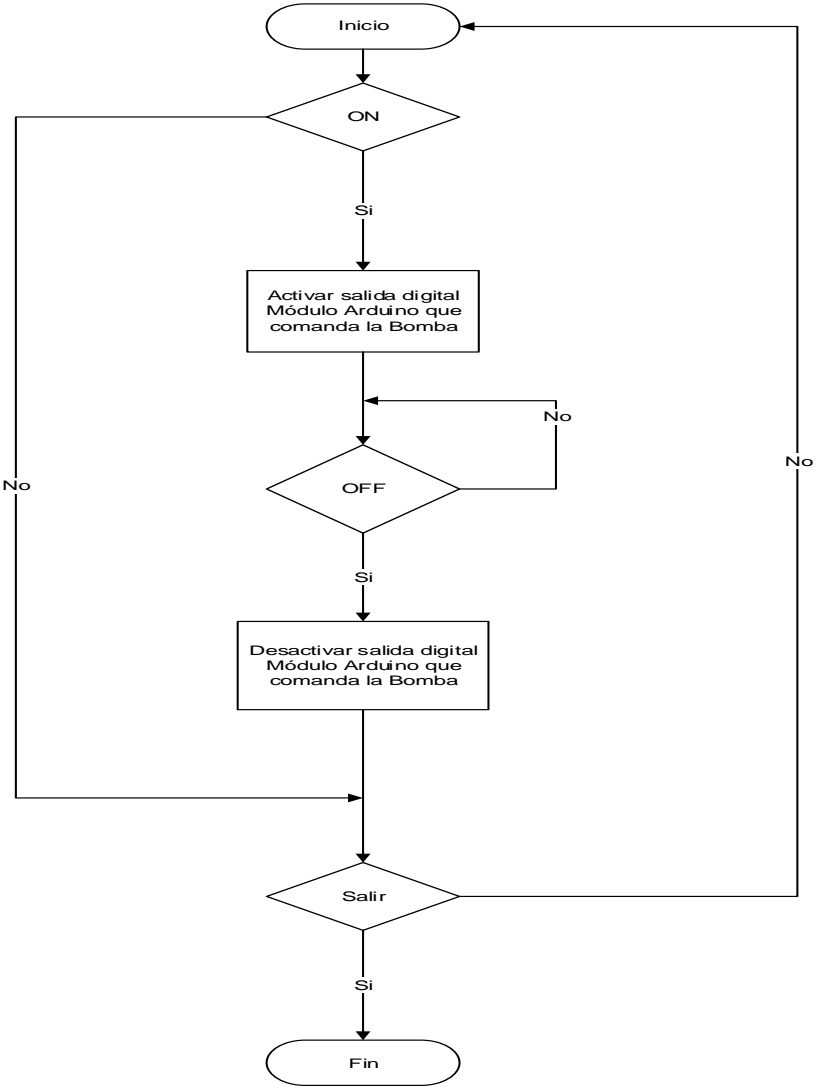 Inicio
ON
Si
Activar salida digital
Módulo Arduino que
comanda la Bomba
No
OFF
No
No
Si
Desactivar salida digital
Módulo Arduino que
comanda la Bomba
Salir
Si
Fin